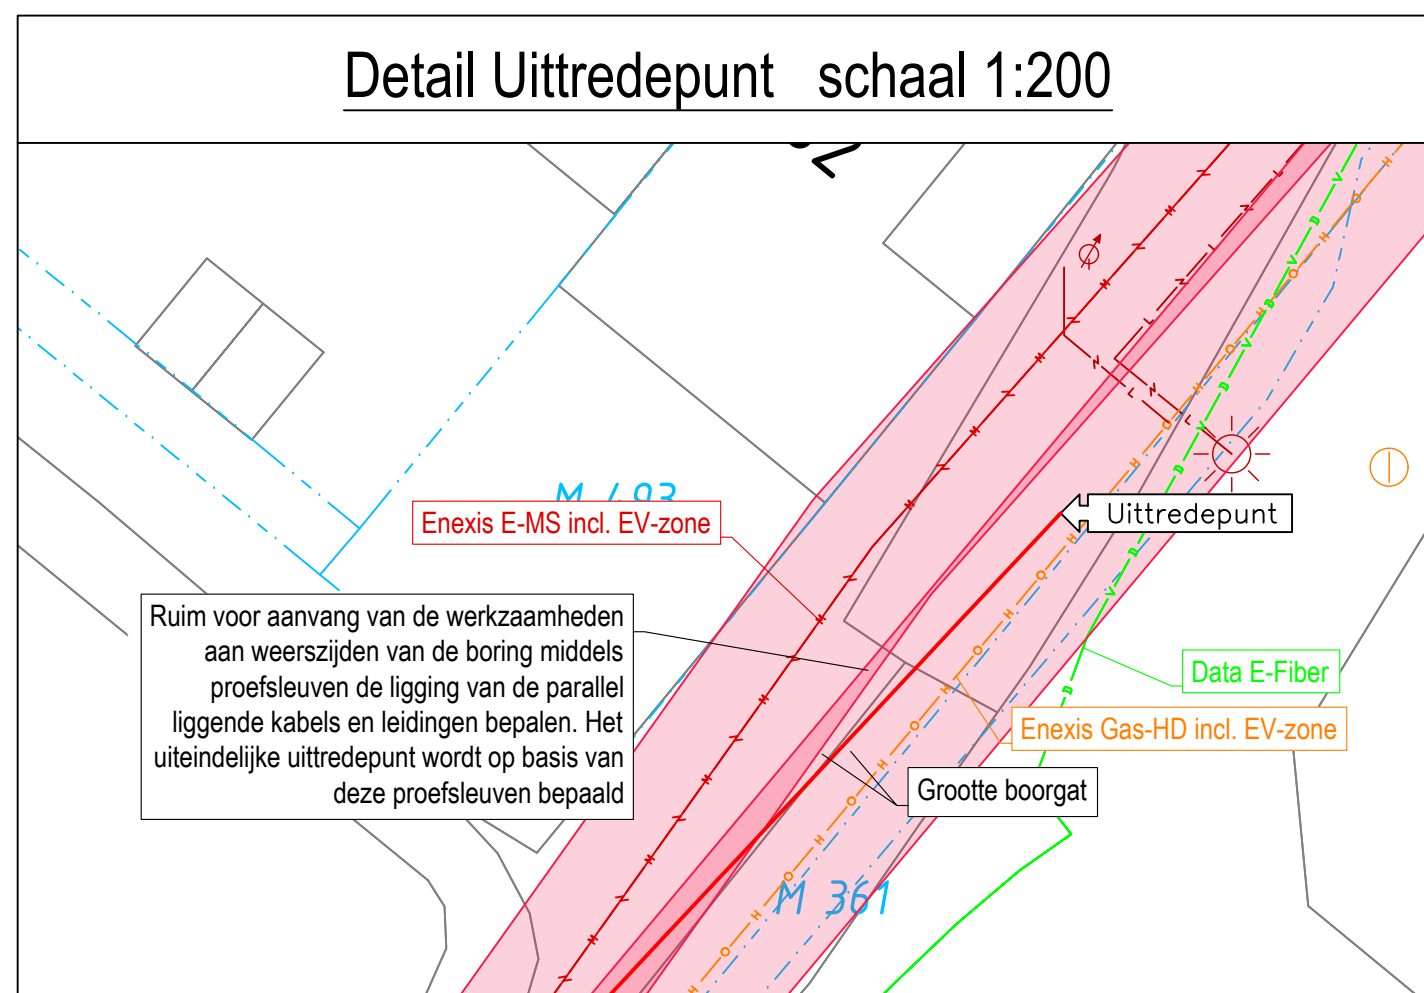 Detail Uittredepunt schaal 1:200
M 493
Enexis E-MS incl. EV-zone
Uittredepunt
Ruim voor aanvang van de werkzaamheden
aan weerszijden van de boring middels
proefsleuven de ligging van de parallel
liggende kabels en leidingen bepalen. Het
uiteindelijke uittredepunt wordt op basis van
deze proefsleuven bepaald
Data E-Fiber
Enexis Gas-HD incl. EV-zone
Grootte boorgat
M 361